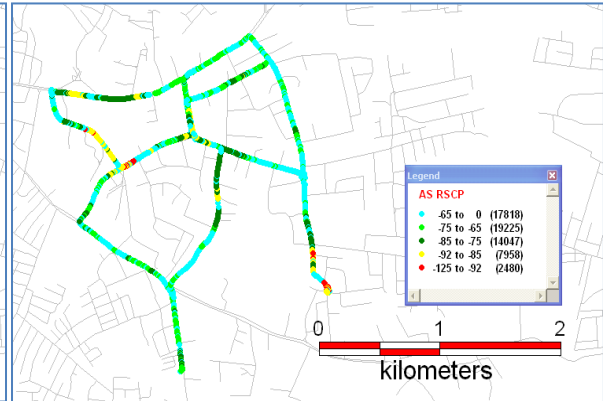 Legend
AS RSCP
-65 to 0 (17818)
-75 to -65 (19225)
-85 to -75 (14047)
-92 to -85 (7958)
-125 to -92 (2480)
0 1 2
kilometers